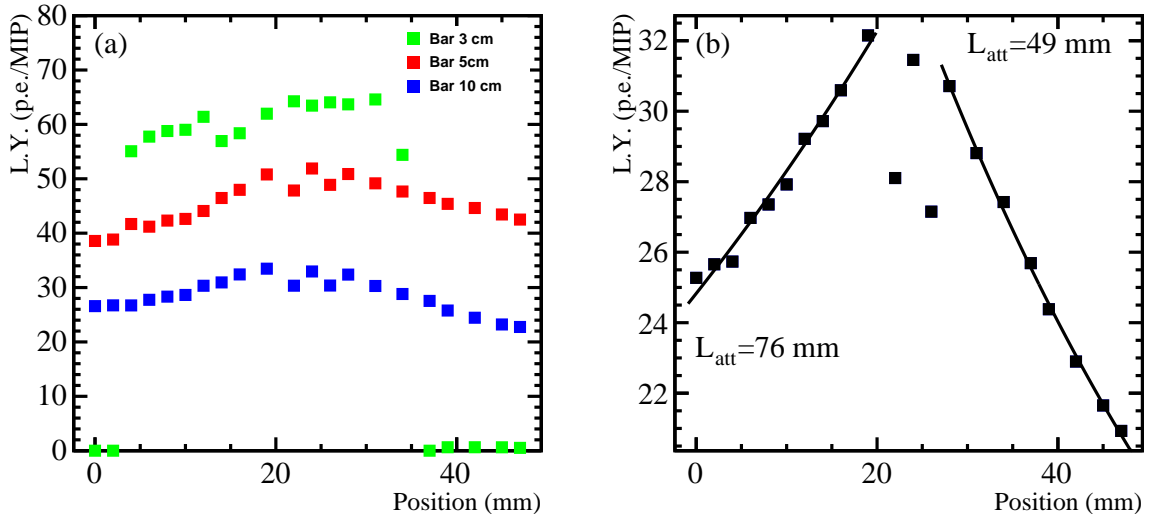 80
70
60
50
40
30
20
10
0
L.Y. (p.e./MIP)
(a)
Bar 3 cm
Bar 5cm
Bar 10 cm
0
20
40
Position (mm)
32
30
28
26
24
22
L.Y. (p.e./MIP)
(b)
L_att=49 mm
L_att=76 mm
0
20
40
Position (mm)